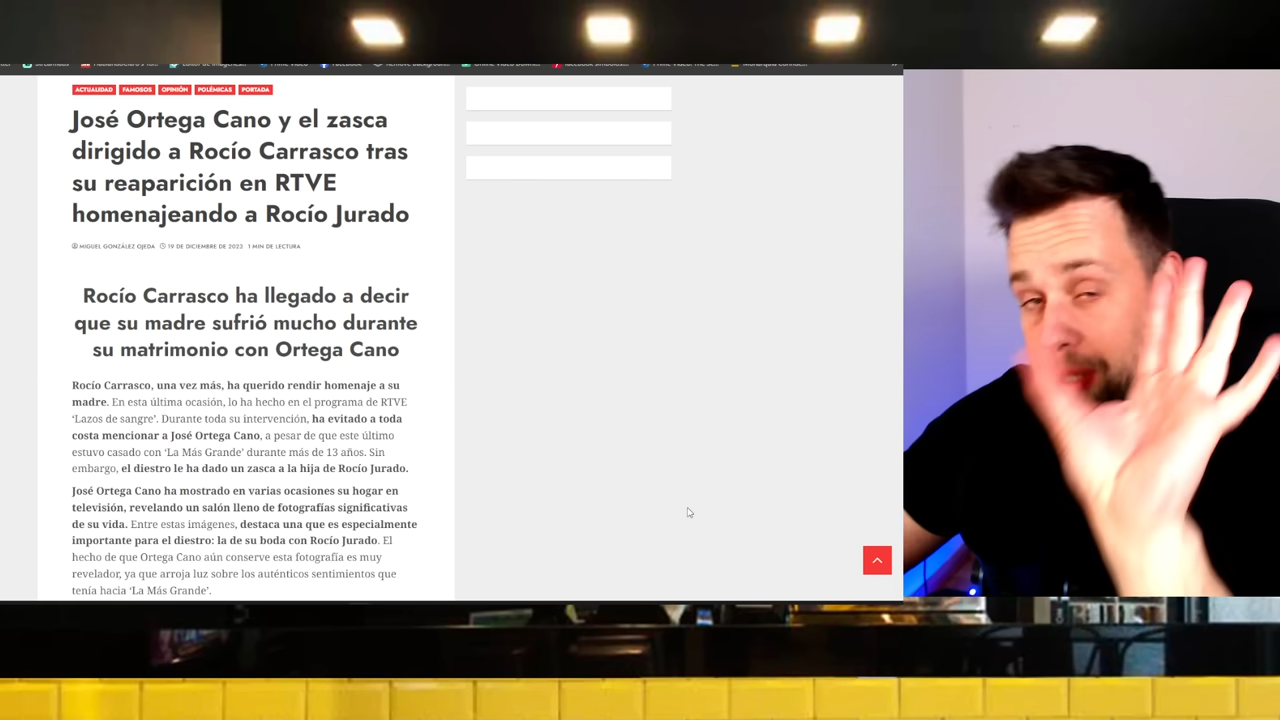 ACTUALIDAD FAMOSOS OPINIÓN POLÉMICAS PORTADA
José Ortega Cano y el zasca
dirigido a Rocío Carrasco tras
su reaparición en RTVE
homenajeando a Rocío Jurado
MIGUEL GONZÁLEZ OJEDA 19 DE DICIEMBRE DE 2023 1 MIN DE LECTURA
Rocío Carrasco ha llegado a decir
que su madre sufrió mucho durante
su matrimonio con Ortega Cano
Rocío Carrasco, una vez más, ha querido rendir homenaje a su
madre. En esta última ocasión, lo ha hecho en el programa de RTVE
‘Lazos de sangre’. Durante toda su intervención, ha evitado a toda
costa mencionar a José Ortega Cano, a pesar de que este último
estuvo casado con ‘La Más Grande’ durante más de 13 años. Sin
embargo, el diestro le ha dado un zasca a la hija de Rocío Jurado.
José Ortega Cano ha mostrado en varias ocasiones su hogar en
televisión, revelando un salón lleno de fotografías significativas
de su vida. Entre estas imágenes, destaca una que es especialmente
importante para el diestro: la de su boda con Rocío Jurado. El
hecho de que Ortega Cano aún conserve esta fotografía es muy
revelador, ya que arroja luz sobre los auténticos sentimientos que
tenía hacia ‘La Más Grande’.